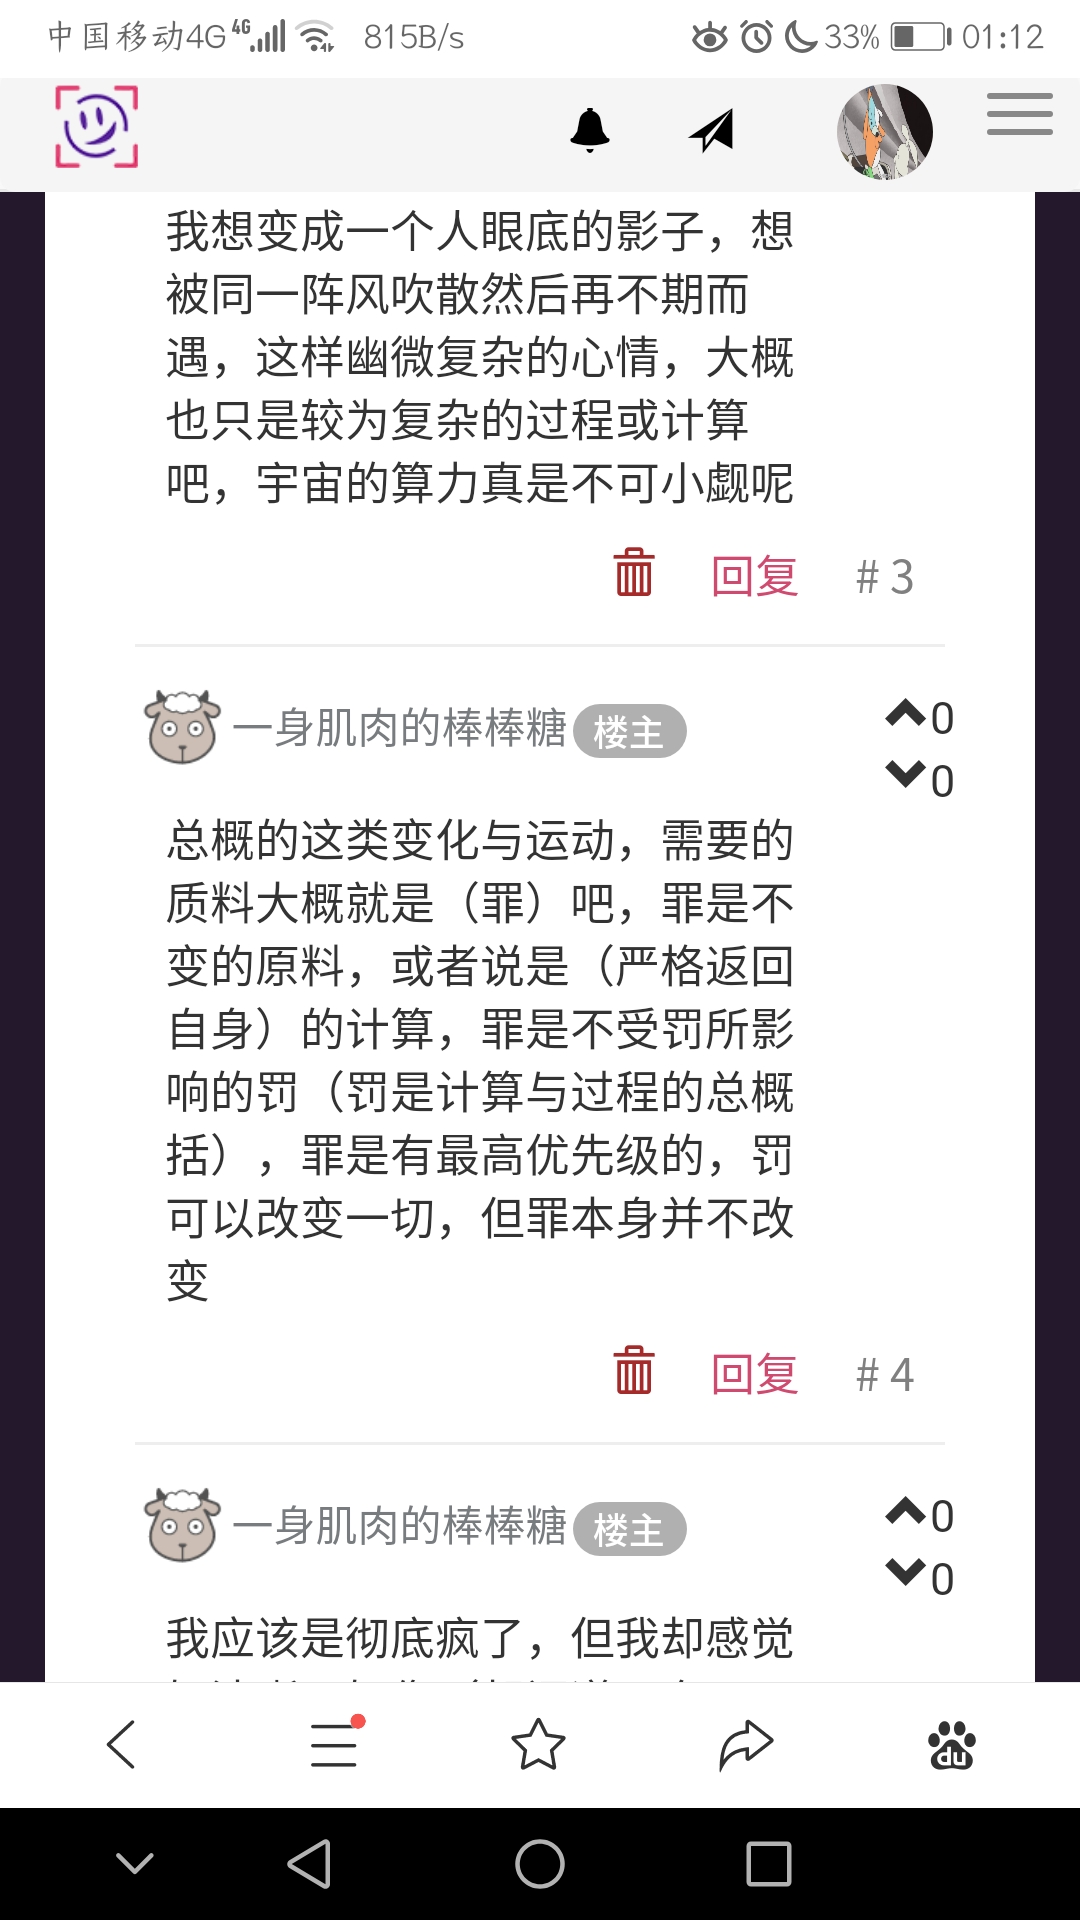 中国移动4G 4G 815B/s 33% 01:12
我想变成一个人眼底的影子，想
被同一阵风吹散然后再不期而
遇，这样幽微复杂的心情，大概
也只是较为复杂的过程或计算
吧，宇宙的算力真是不可小觑呢
回复 #3
一身肌肉的棒棒糖 楼主 0
0
总概的这类变化与运动，需要的
质料大概就是（罪）吧，罪是不
变的原料，或者说是（严格返回
自身）的计算，罪是不受罚所影
响的罚（罚是计算与过程的总概
括），罪是有最高优先级的，罚
可以改变一切，但罪本身并不改
变
回复 #4
一身肌肉的棒棒糖 楼主 0
0
我应该是彻底疯了，但我却感觉
du